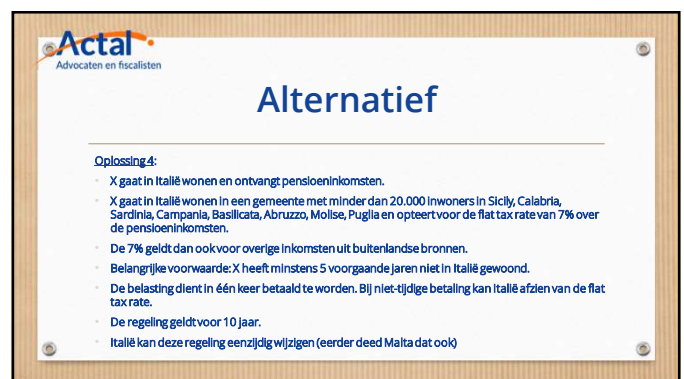 Actal
Advocaten en fiscalisten
Alternatief
Oplossing 4:
X gaat in Italië wonen en ontvangt pensioeninkomsten.
X gaat in Italië wonen in een gemeente met minder dan 20.000 inwoners in Sicily, Calabria,
Sardinia, Campania, Basilicata, Abruzzo, Molise, Puglia en opteert voor de flat tax rate van 7% over
de pensioeninkomsten.
De 7% geldt dan ook voor overige inkomsten uit buitenlandse bronnen.
Belangrijke voorwaarde: X heeft minstens 5 voorgaande jaren niet in Italië gewoond.
De belasting dient in één keer betaald te worden. Bij niet-tijdige betaling kan Italië afzien van de flat
tax rate.
De regeling geldt voor 10 jaar.
Italië kan deze regeling eenzijdig wijzigen (eerder deed Malta dat ook)